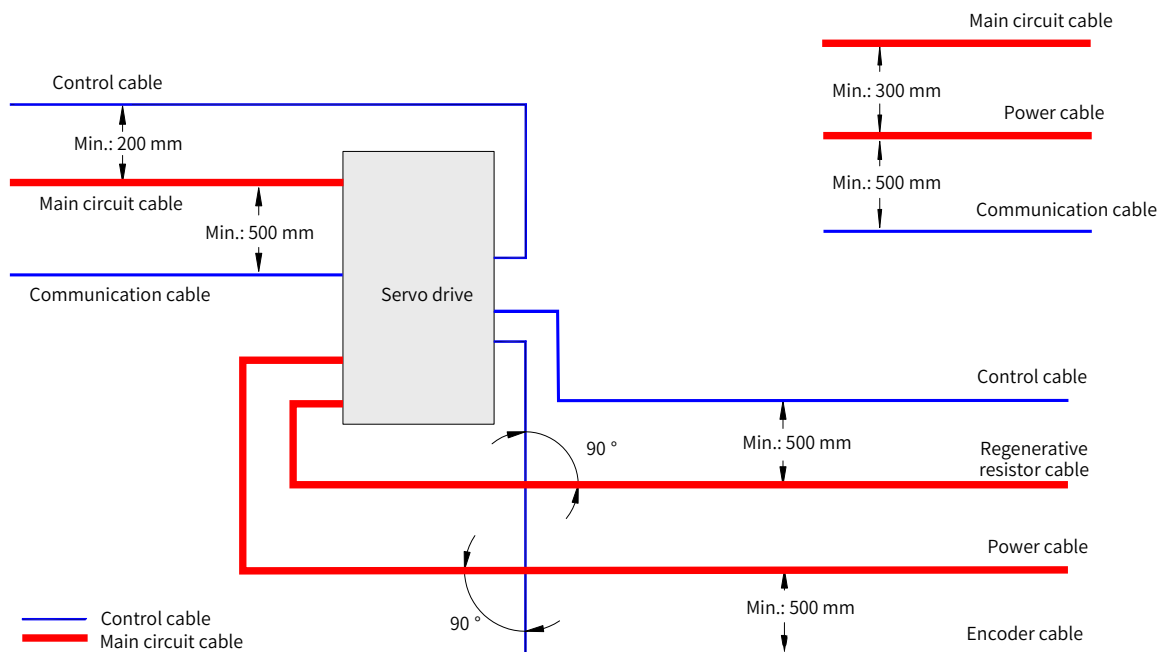 Main circuit cable
Control cable
Min.: 300 mm
Power cable
Min.: 200 mm
Min.: 500 mm
Main circuit cable
Communication cable
Min.: 500 mm
Communication cable
Servo drive
Control cable
Min.: 500 mm
90 °
Regenerative
resistor cable
Power cable
Min.: 500 mm
90 °
Control cable
Encoder cable
Main circuit cable